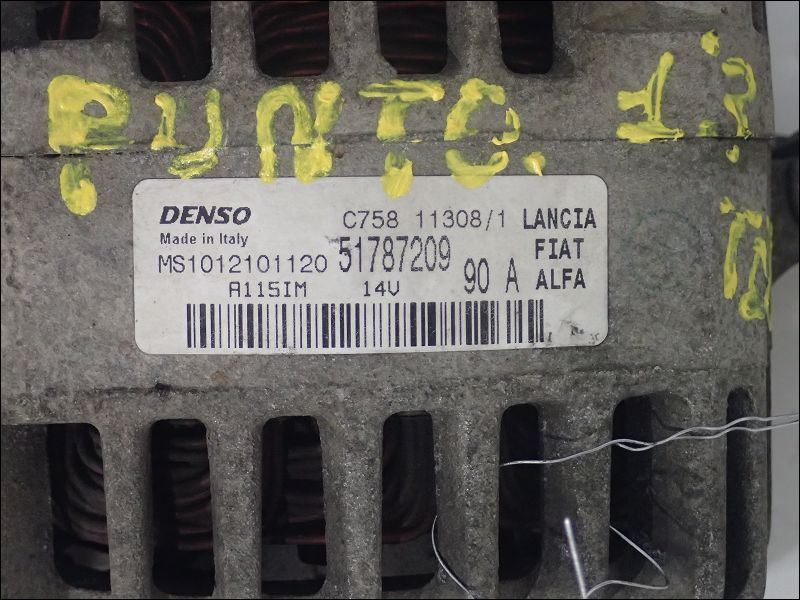 PUNTO. 1.2
DENSO C758 11308/1 LANCIA
Made in Italy 51787209 FIAT
MS1012101120 90 A ALFA
A115IM 14V